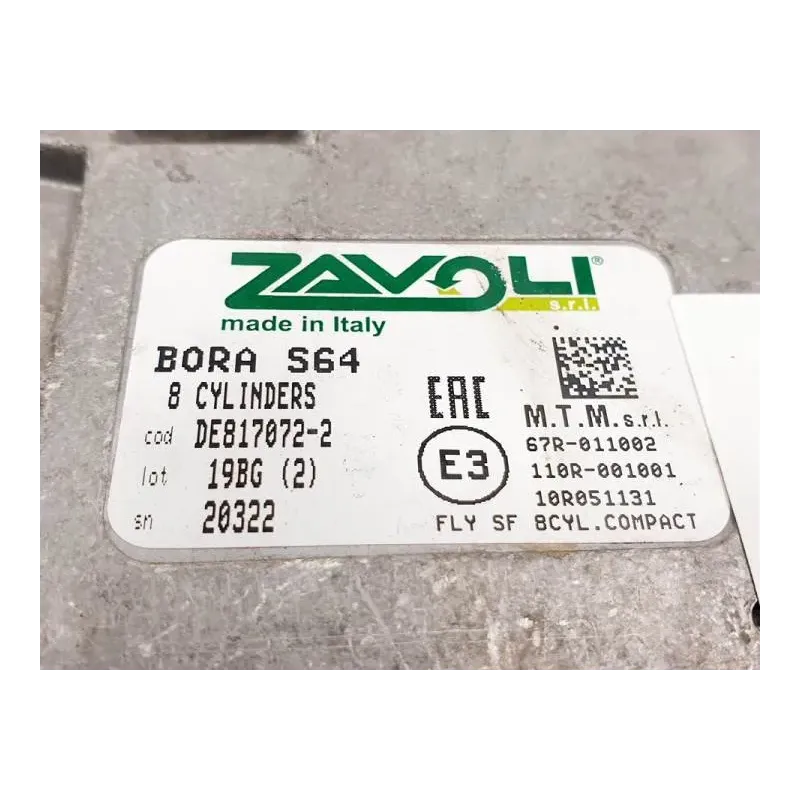 ZAVOLI®
s.r.l.
made in Italy
BORA S64
8 CYLINDERS
cod DE817072-2
lot 19BG (2)
sn 20322
EAC
E3
M.T.M. s.r.l.
67R-011002
110R-001001
10R051131
FLY SF 8CYL.COMPACT